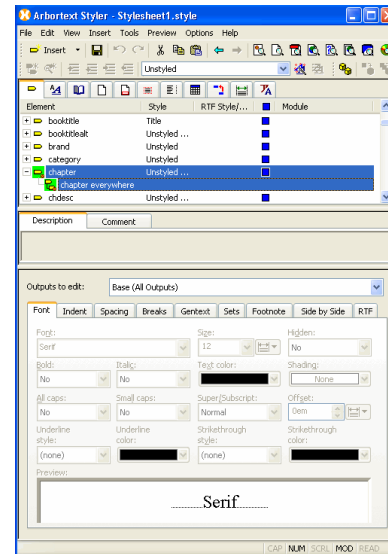 Arbortext Styler - Stylesheet1.style
File Edit View Insert Tools Preview Options Help
Insert
Unstyled
Element Style RTF Style/... Module
booktitle Title
booktitlealt Unstyled ...
brand Unstyled ...
category Unstyled ...
chapter Unstyled ...
chapter everywhere
chdesc Unstyled ...
Description Comment
Outputs to edit: Base (All Outputs)
Font Indent Spacing Breaks Gentext Sets Footnote Side by Side RTF
Font: Size: Hidden:
Serif 12 No
Bold: Italic: Text color: Shading:
No No None
All caps: Small caps: Super/Subscript: Offset:
No No Normal 0em
Underline Underline Strikethrough Strikethrough
style: color: style: color:
(none) (none)
Preview:
Serif
CAP NUM SCRL MOD READ